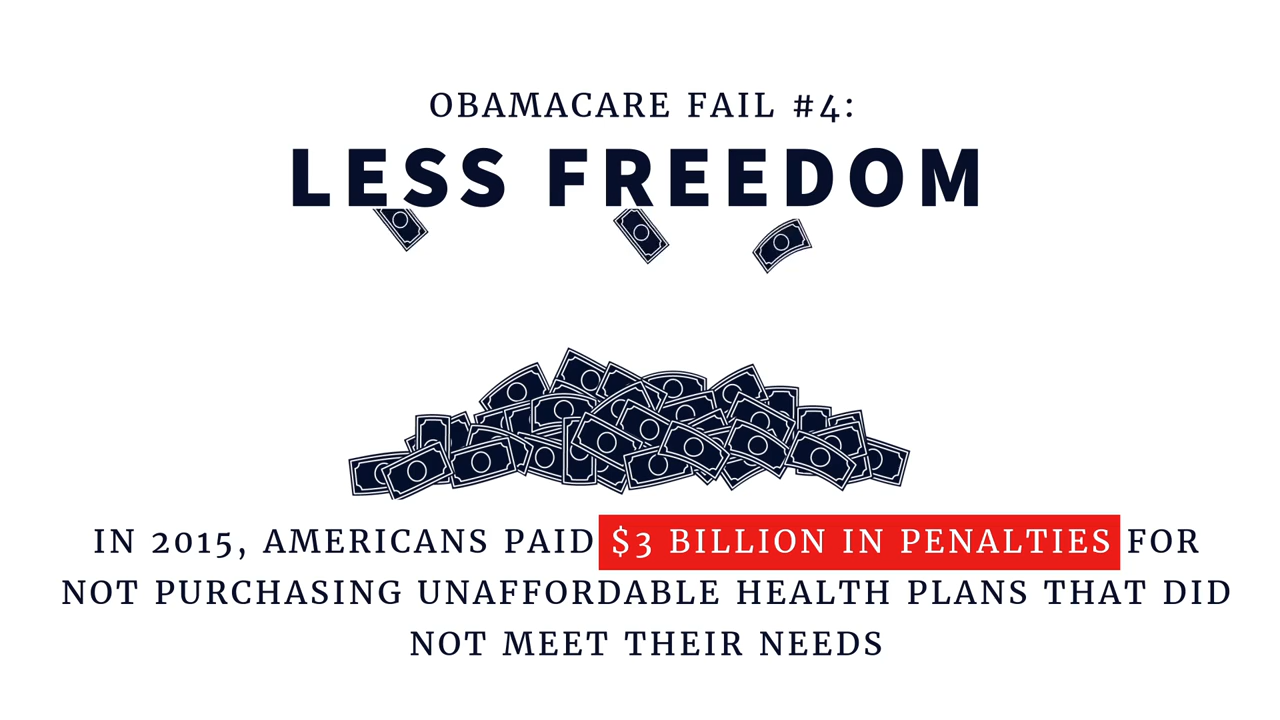 OBAMACARE FAIL #4:
LESS FREEDOM
IN 2015, AMERICANS PAID $3 BILLION IN PENALTIES FOR
NOT PURCHASING UNAFFORDABLE HEALTH PLANS THAT DID
NOT MEET THEIR NEEDS